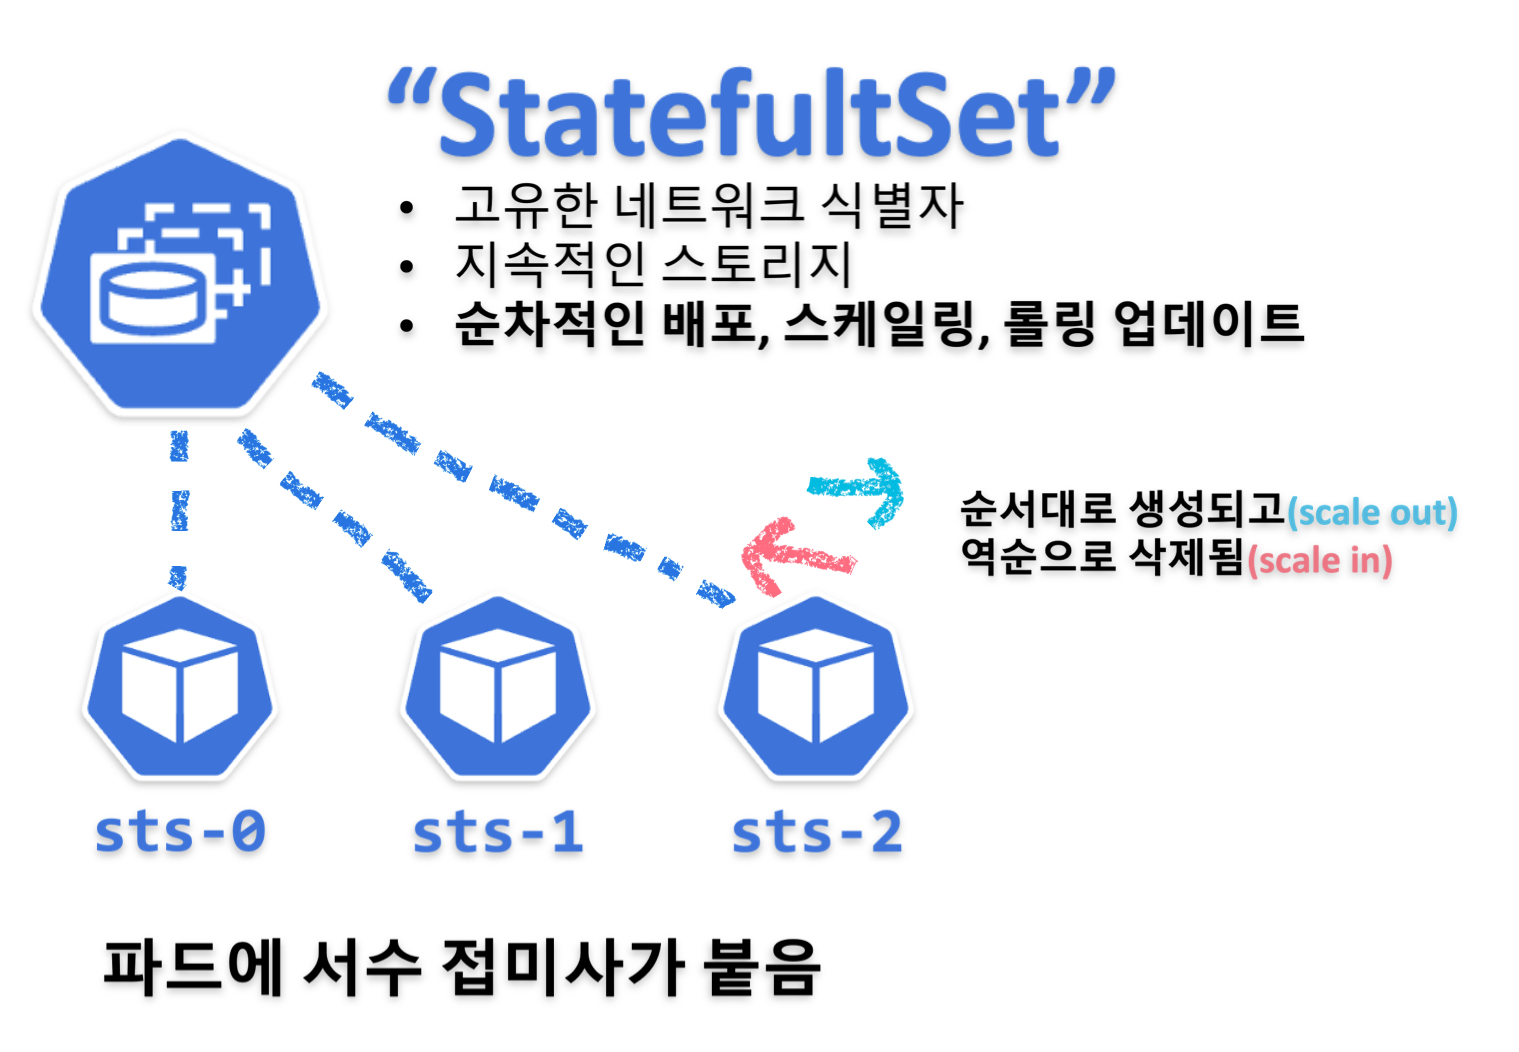 “StatefultSet”
• 고유한 네트워크 식별자
• 지속적인 스토리지
• 순차적인 배포, 스케일링, 롤링 업데이트
순서대로 생성되고(scale out)
역순으로 삭제됨(scale in)
sts-0 sts-1 sts-2
파드에 서수 접미사가 붙음